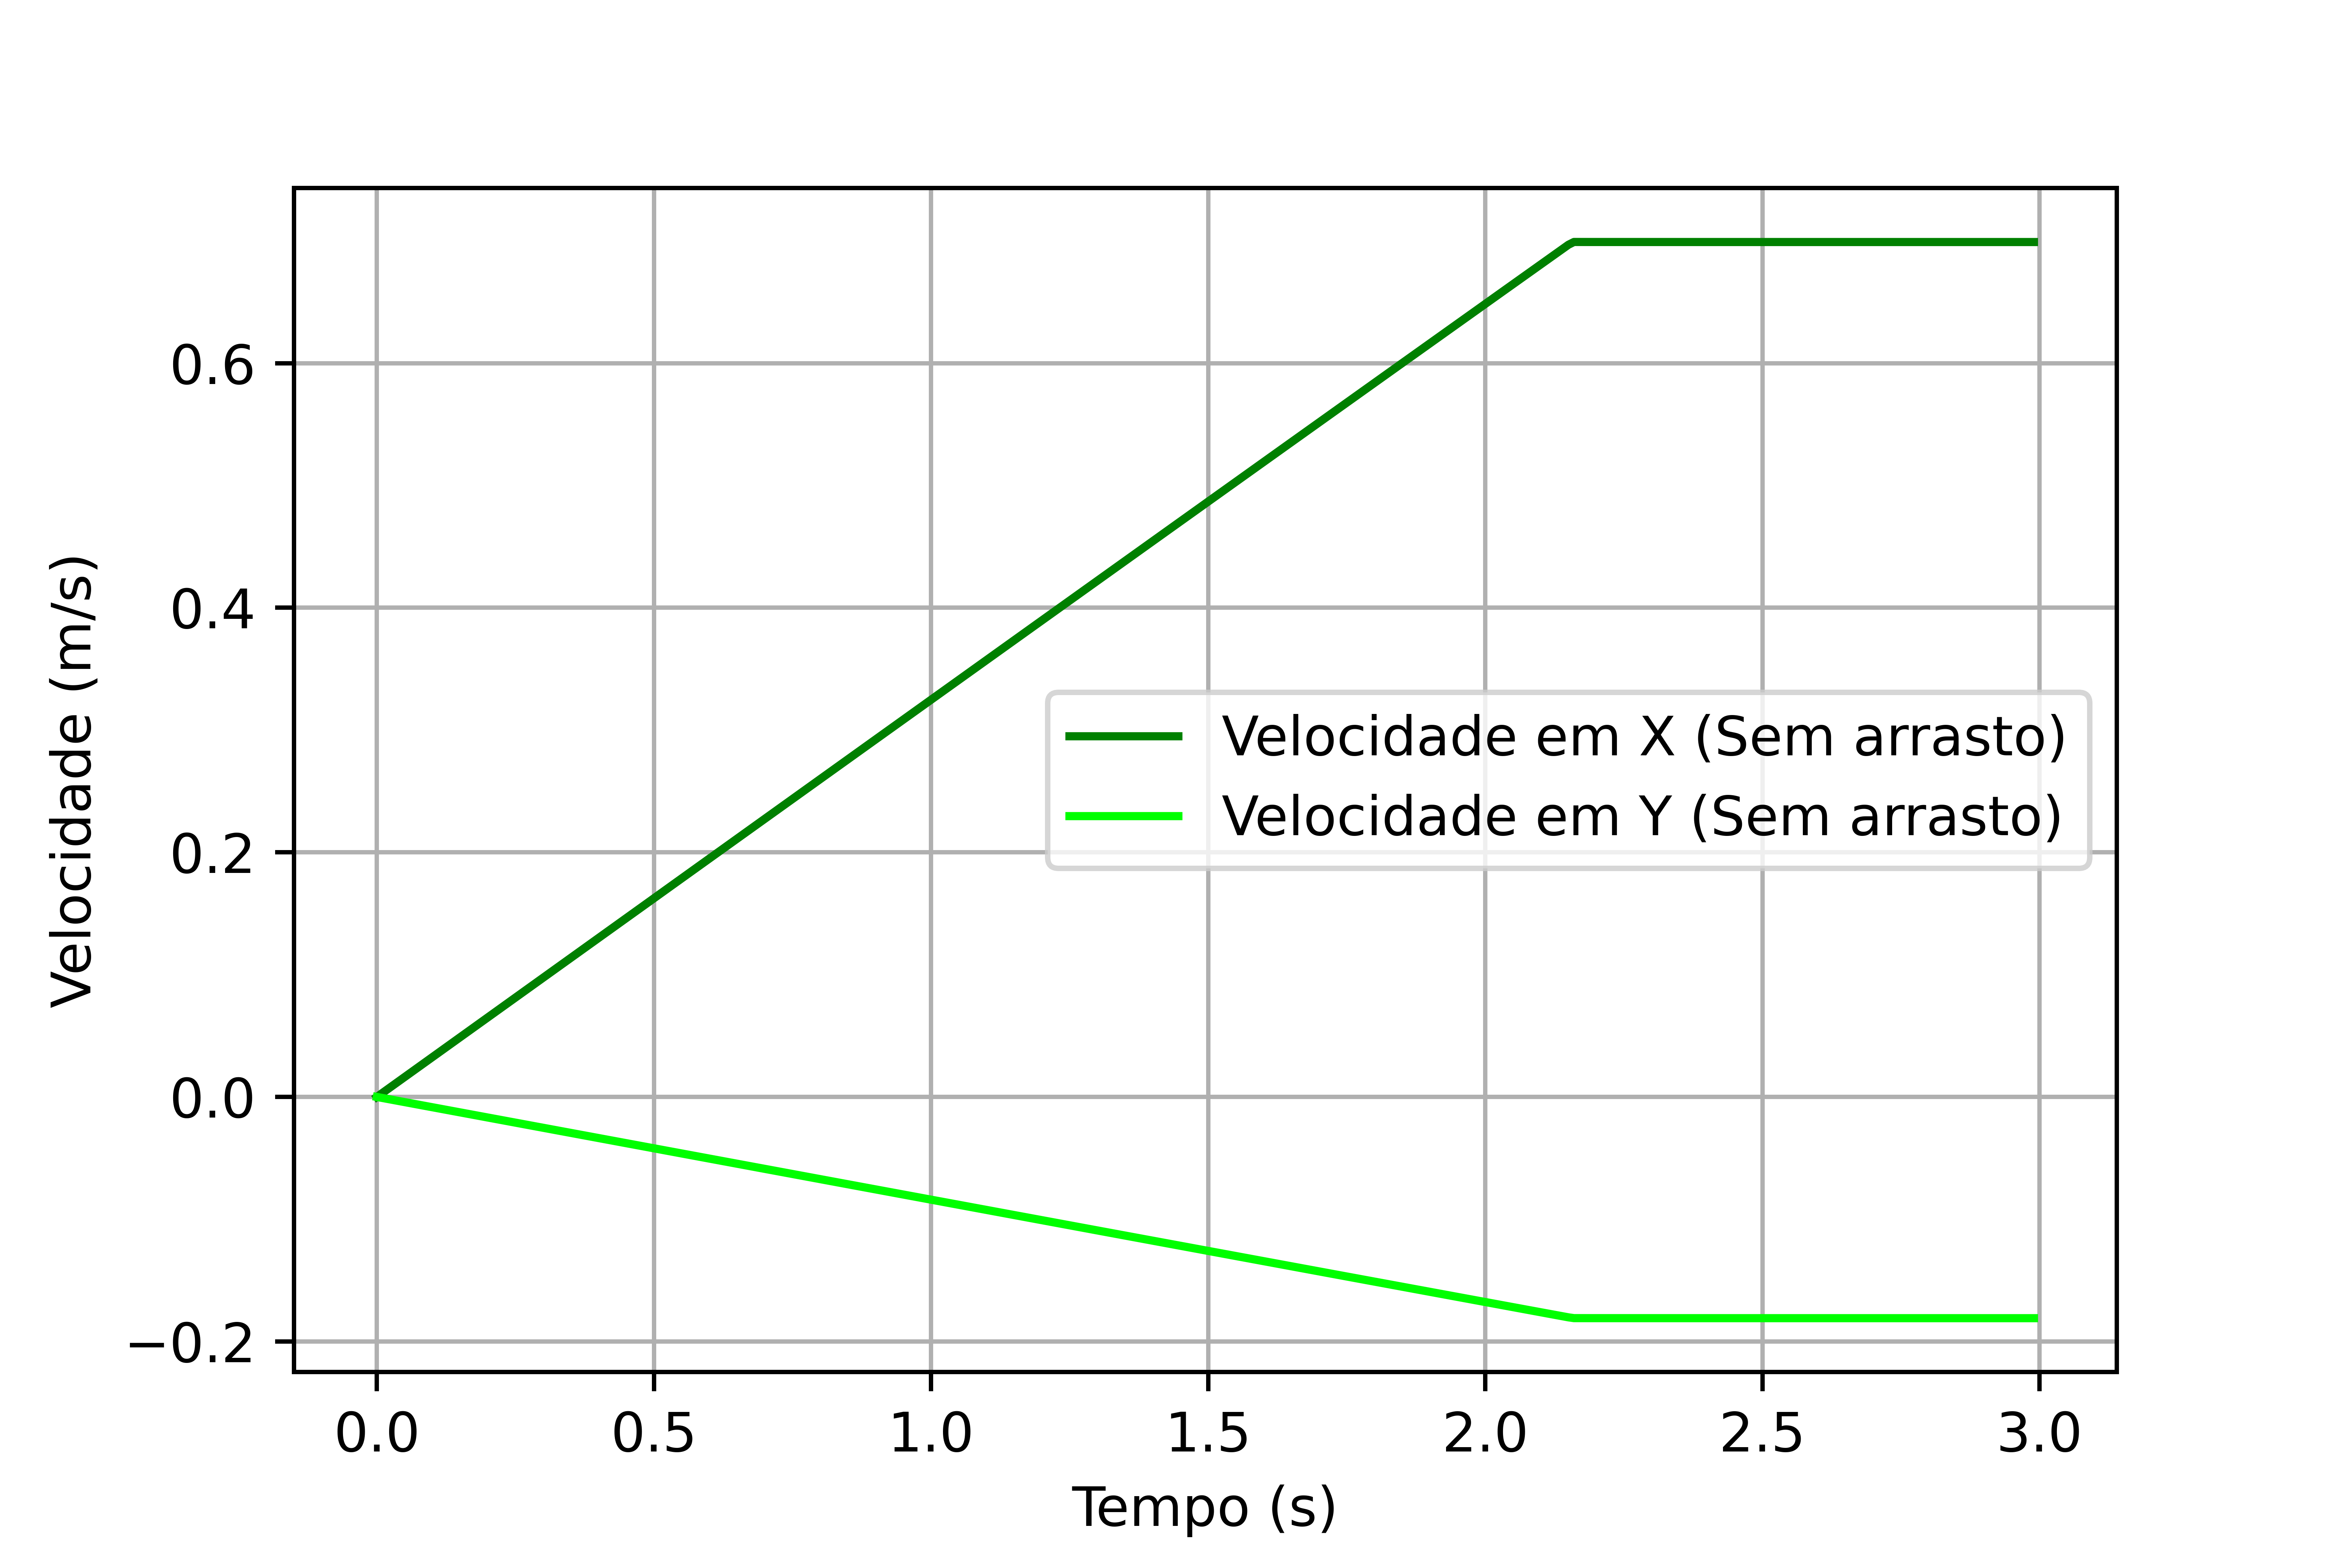 0.6
0.4
0.2
0.0
−0.2
Velocidade (m/s)
Velocidade em X (Sem arrasto)
Velocidade em Y (Sem arrasto)
0.0 0.5 1.0 1.5 2.0 2.5 3.0
Tempo (s)